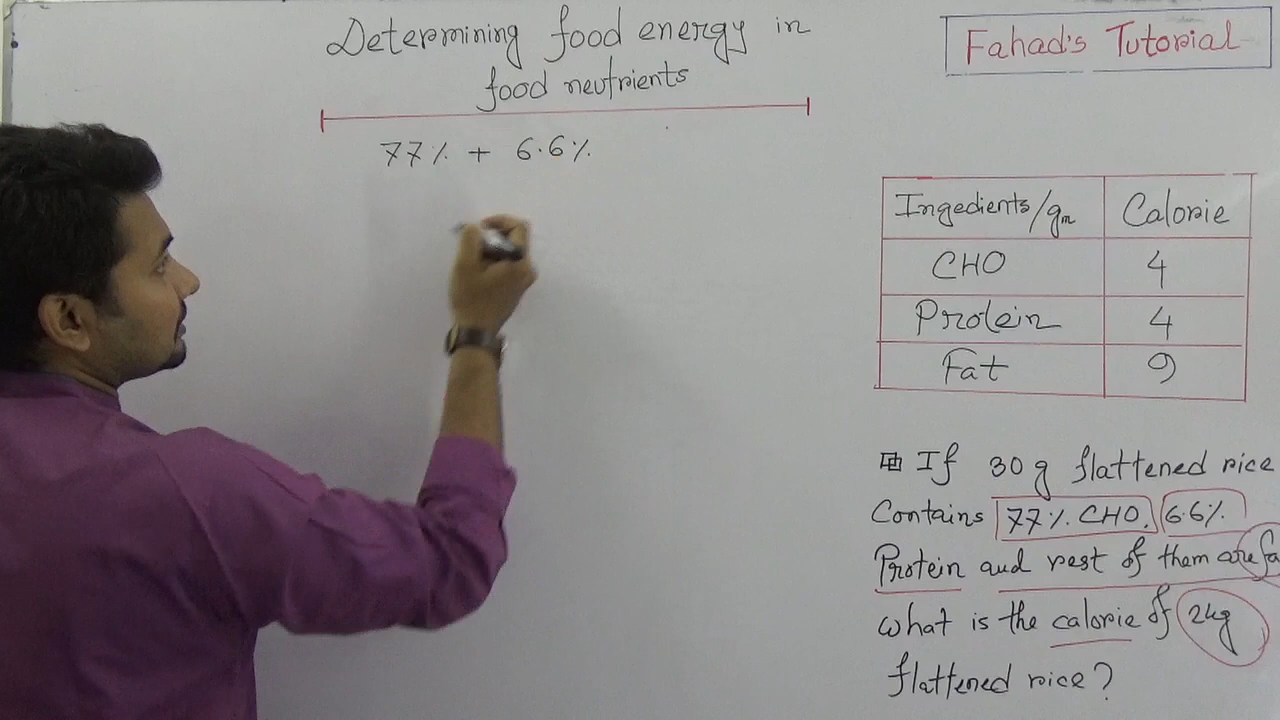 Determining food energy in
food neutrients
Fahad's Tutorial
77% + 6.6%
Ingedients/gm Calorie
CHO 4
Protein 4
Fat 9
If 30g flattened rice
Contains 77% CHO, 6.6%
Protein and rest of them are fa
what is the calorie of 2kg
flattened rice?